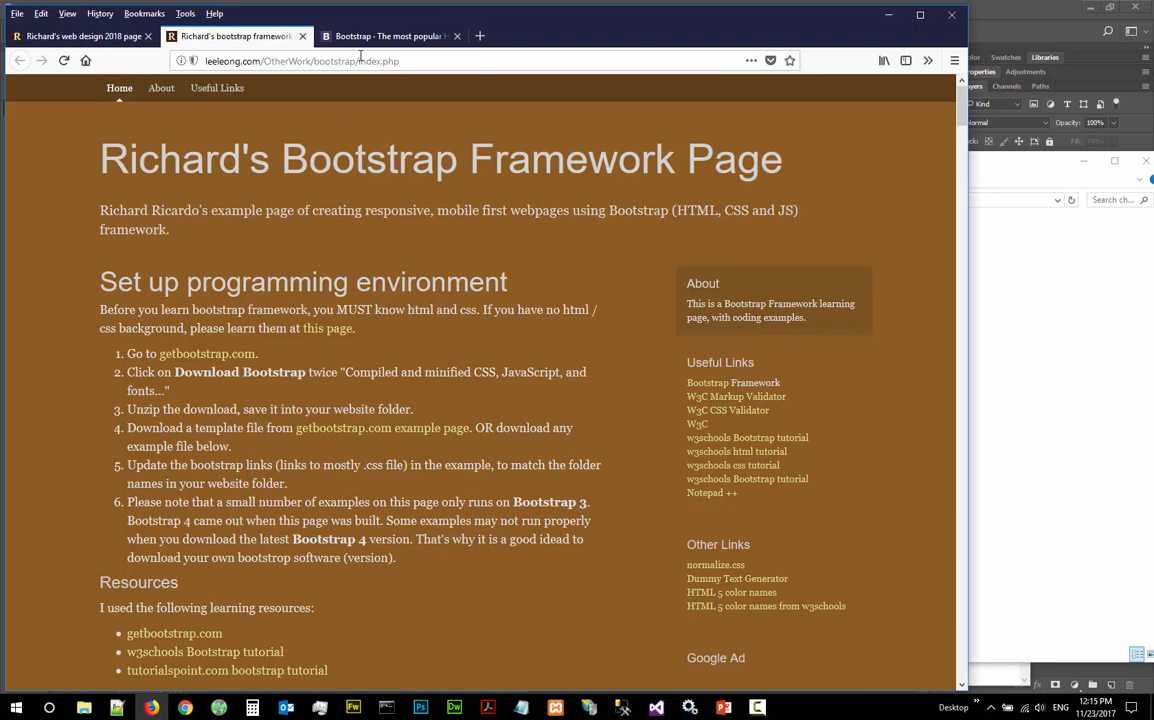 File Edit View History Bookmarks Tools Help
Richard's web design 2018 page
Richard's bootstrap framework
Bootstrap · The most popular
leeleong.com/OtherWork/bootstrap/index.php
Home About Useful Links
Richard's Bootstrap Framework Page
Richard Ricardo's example page of creating responsive, mobile first webpages using Bootstrap (HTML, CSS and JS)
framework.
Set up programming environment
Before you learn bootstrap framework, you MUST know html and css. If you have no html /
css background, please learn them at this page.
1. Go to getbootstrap.com.
2. Click on Download Bootstrap twice "Compiled and minified CSS, JavaScript, and
fonts..."
3. Unzip the download, save it into your website folder.
4. Download a template file from getbootstrap.com example page. OR download any
example file below.
5. Update the bootstrap links (links to mostly .css file) in the example, to match the folder
names in your website folder.
6. Please note that a small number of examples on this page only runs on Bootstrap 3.
Bootstrap 4 came out when this page was built. Some examples may not run properly
when you download the latest Bootstrap 4 version. That's why it is a good idead to
download your own bootstrop software (version).
Resources
I used the following learning resources:
• getbootstrap.com
• w3schools Bootstrap tutorial
• tutorialspoint.com bootstrap tutorial
About
This is a Bootstrap Framework learning
page, with coding examples.
Useful Links
Bootstrap Framework
W3C Markup Validator
W3C CSS Validator
W3C
w3schools Bootstrap tutorial
w3schools html tutorial
w3schools css tutorial
w3schools Bootstrap tutorial
Notepad ++
Other Links
normalize.css
Dummy Text Generator
HTML 5 color names
HTML 5 color names from w3schools
Google Ad
Swatches Libraries
Adjustments
Channels Paths
Kind
Opacity: 100%
Search ch...
Desktop
12:15 PM
11/23/2017